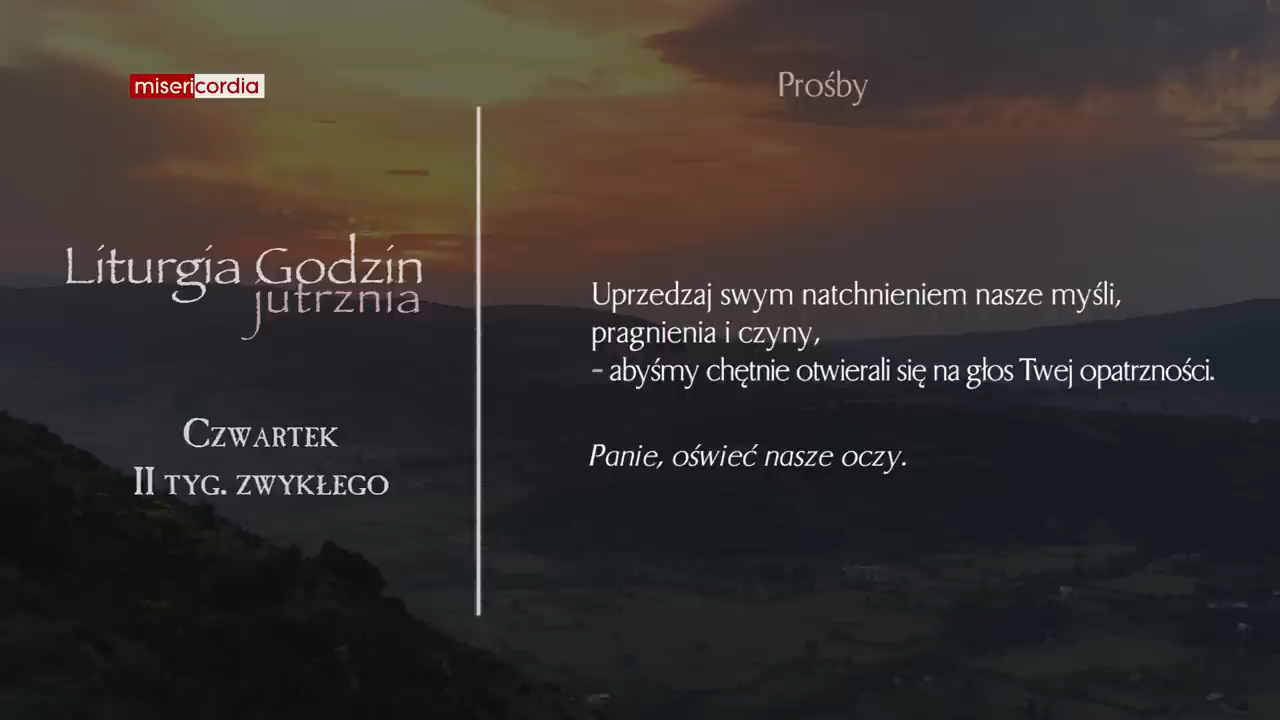 misericordia
Liturgia Godzin
jutrznia
Czwartek
II tyg. zwykłego
Prośby
Uprzedzaj swym natchnieniem nasze myśli,
pragnienia i czyny,
- abyśmy chętnie otwierali się na głos Twej opatrzności.
Panie, oświeć nasze oczy.